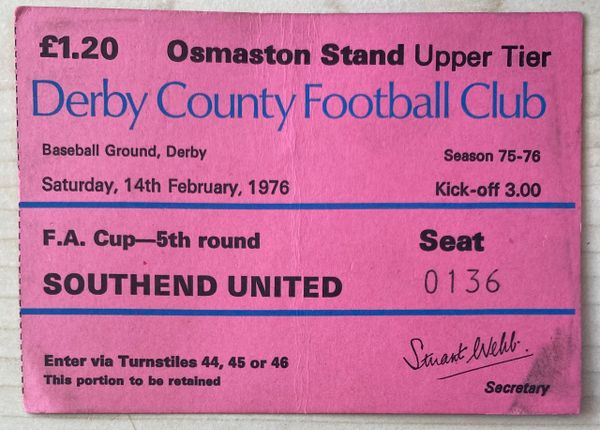 £1.20 Osmaston Stand Upper Tier
Derby County Football Club
Baseball Ground, Derby Season 75-76
Saturday, 14th February, 1976 Kick-off 3.00
F.A. Cup—5th round Seat
SOUTHEND UNITED 0136
Enter via Turnstiles 44, 45 or 46 Stuart Webb.
This portion to be retained Secretary